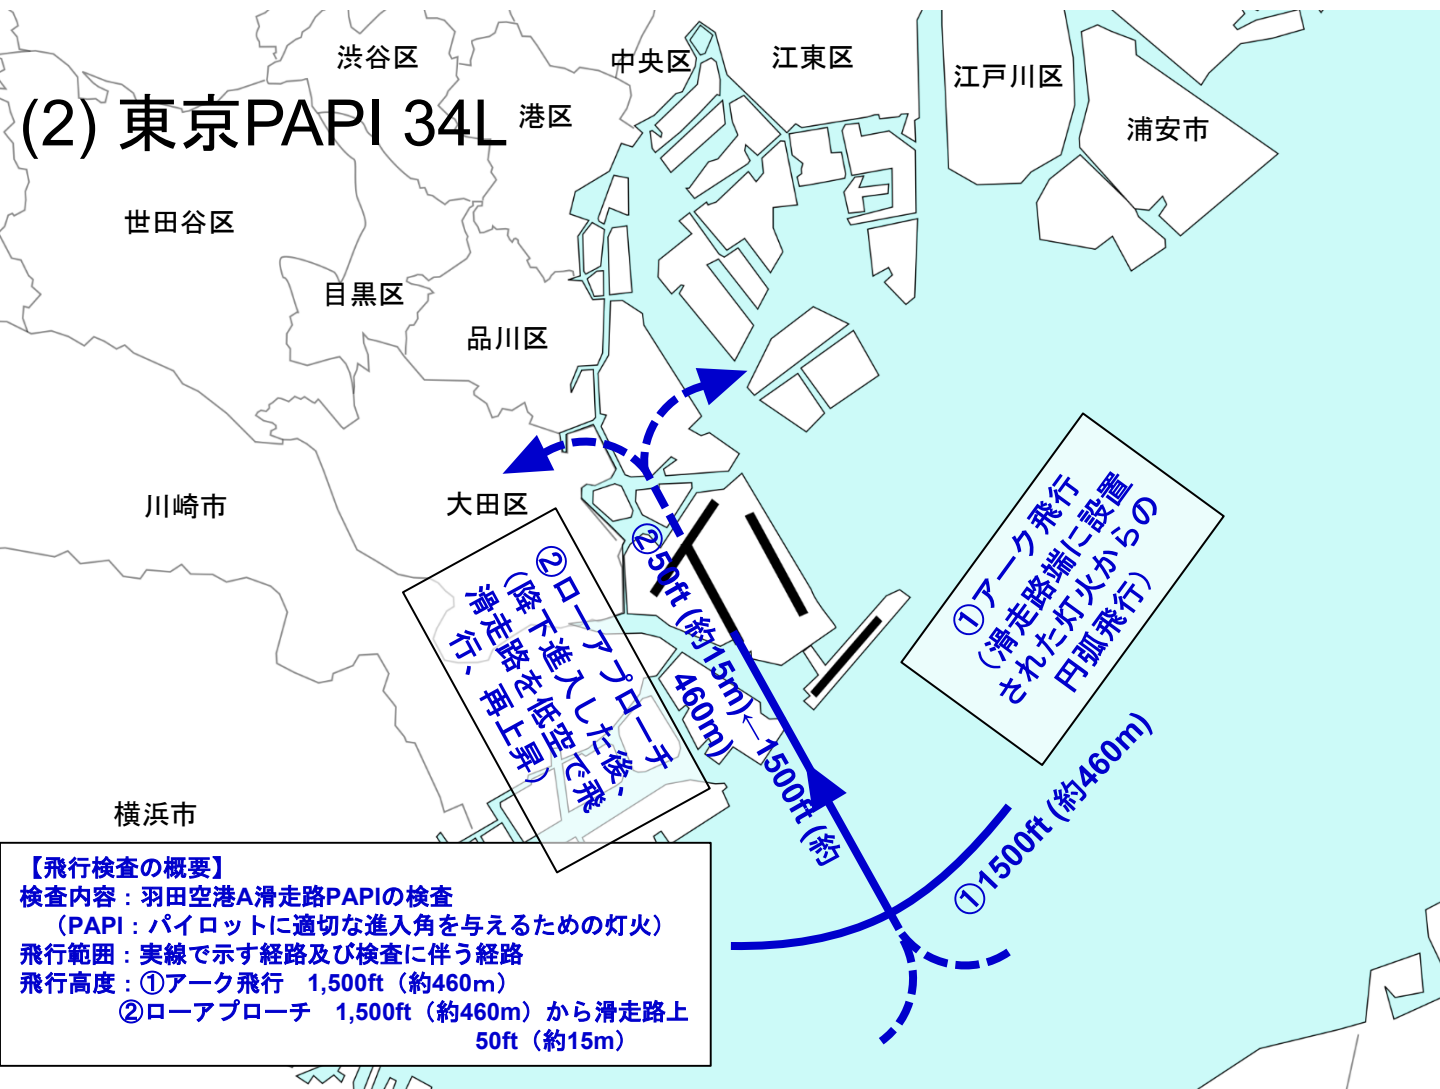 渋谷区
中央区
江東区
江戸川区
(2) 東京PAPI 34L
港区
浦安市
世田谷区
目黒区
品川区
川崎市
大田区
横浜市
①アーク飛行
（滑走路端に設置
された灯火からの
円弧飛行）
②ローアプローチ
（降下進入した後、
滑走路を低空で飛
行、再上昇）
②50ft (約15m)←1500ft (約
460m)
①1500ft (約460m)
【飛行検査の概要】
検査内容：羽田空港A滑走路PAPIの検査
（PAPI：パイロットに適切な進入角を与えるための灯火）
飛行範囲：実線で示す経路及び検査に伴う経路
飛行高度：①アーク飛行　1,500ft（約460ｍ）
②ローアプローチ　1,500ft（約460m）から滑走路上
50ft（約15m）